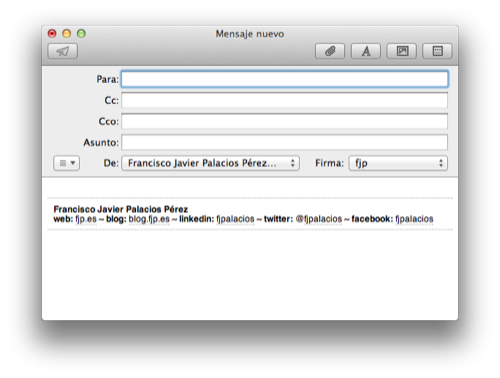 Mensaje nuevo
Para:
Cc:
Cco:
Asunto:
De: Francisco Javier Palacios Pérez... Firma: fjp
Francisco Javier Palacios Pérez
web: fjp.es ~ blog: blog.fjp.es ~ linkedin: fjpalacios ~ twitter: @fjpalacios ~ facebook: fjpalacios